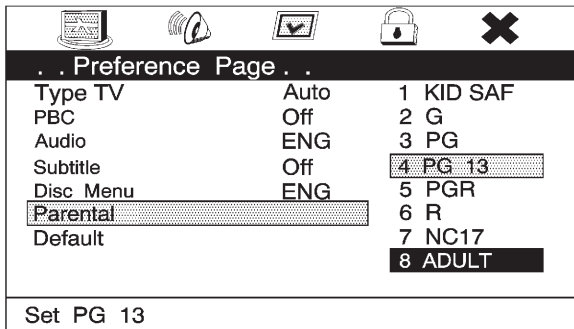 . . Preference Page . .
Type TV Auto 1 KID SAF
PBC Off 2 G
Audio ENG 3 PG
Subtitle Off 4 PG 13
Disc Menu ENG 5 PGR
Parental 6 R
Default 7 NC17
8 ADULT
Set PG 13